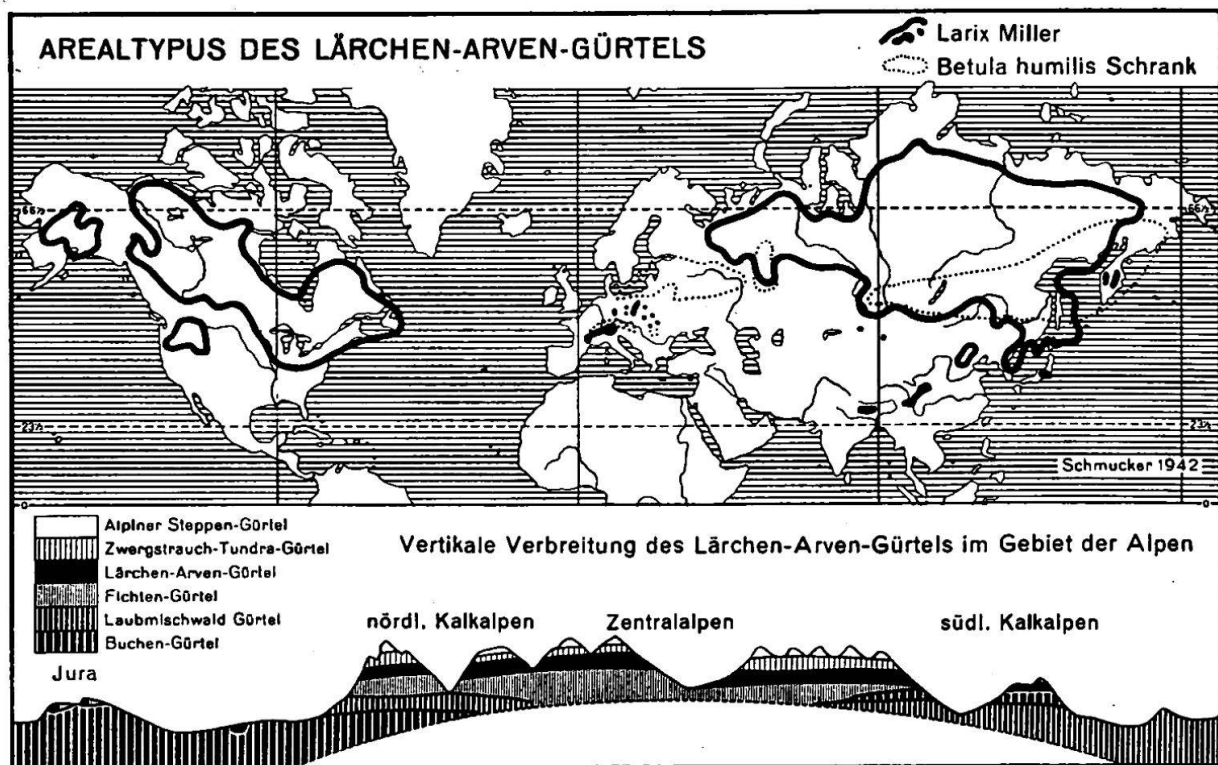 AREALTYPUS DES LÄRCHEN-ARVEN-GÜRTELS
Larix Miller
Betula humilis Schrank
66½
66½
23½
23½
Schmucker 1942
0
0
Alpiner Steppen-Gürtel
Zwergstrauch-Tundra-Gürtel
Lärchen-Arven-Gürtel
Fichten-Gürtel
Laubmischwald Gürtel
Buchen-Gürtel
Vertikale Verbreitung des Lärchen-Arven-Gürtels im Gebiet der Alpen
nördl. Kalkalpen
Zentralalpen
südl. Kalkalpen
Jura